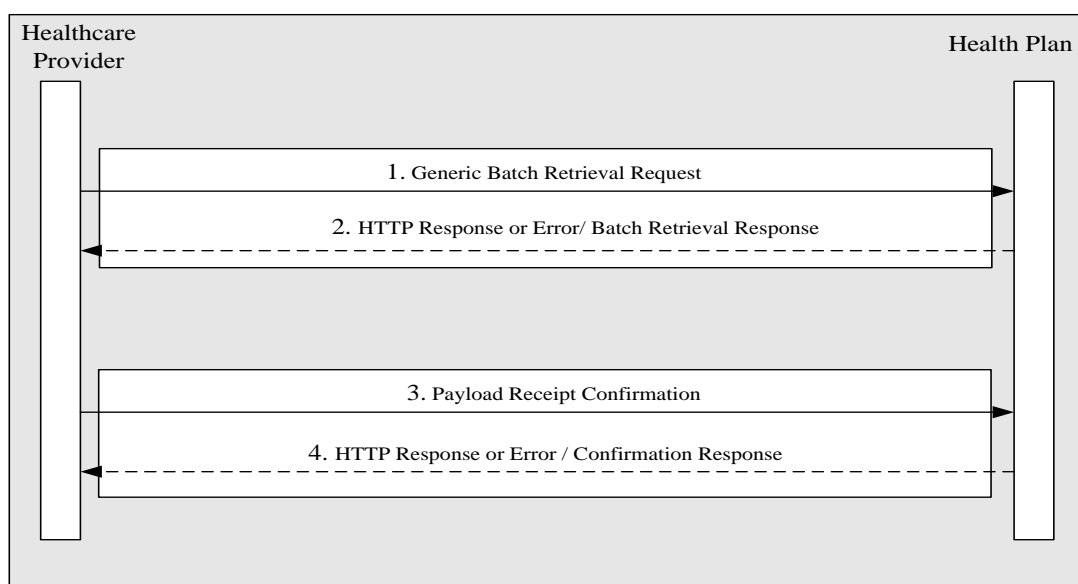 Healthcare
Provider
Health Plan
1. Generic Batch Retrieval Request
2. HTTP Response or Error/ Batch Retrieval Response
3. Payload Receipt Confirmation
4. HTTP Response or Error / Confirmation Response